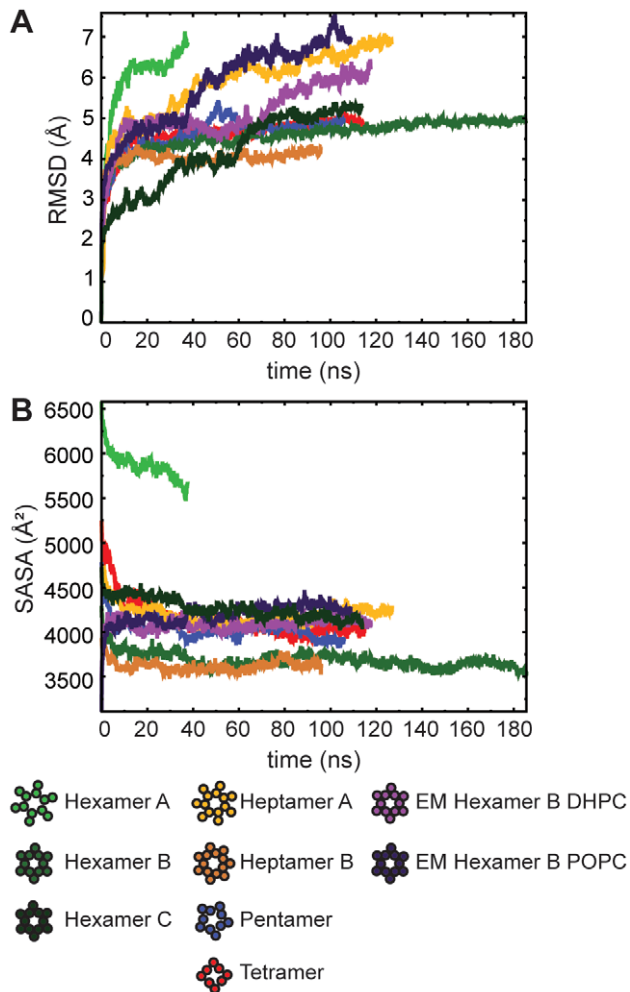 A
RMSD (Å)
7
6
5
4
3
2
1
0
0 20 40 60 80 100 120 140 160 180
time (ns)
B
SASA (Å²)
6500
6000
5500
5000
4500
4000
3500
0 20 40 60 80 100 120 140 160 180
time (ns)
Hexamer A Heptamer A EM Hexamer B DHPC
Hexamer B Heptamer B EM Hexamer B POPC
Hexamer C Pentamer
Tetramer